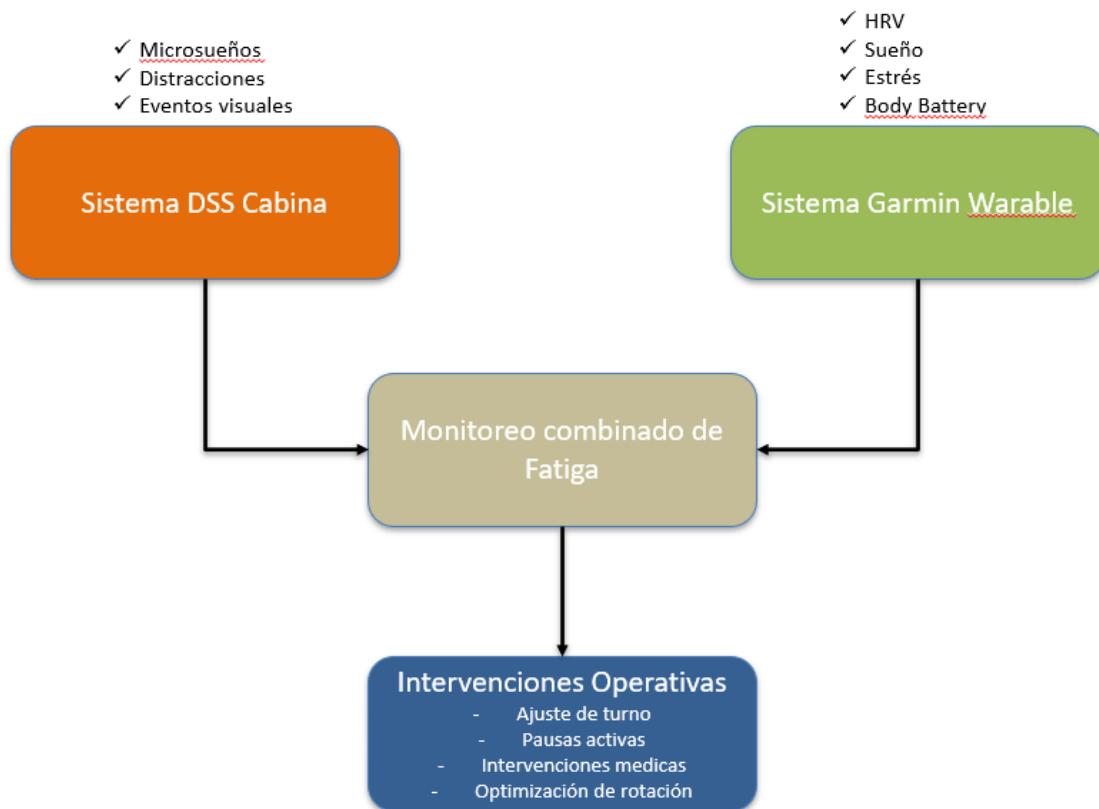 ✓ Microsueños
✓ Distracciones
✓ Eventos visuales
Sistema DSS Cabina
✓ HRV
✓ Sueño
✓ Estrés
✓ Body Battery
Sistema Garmin Warable
Monitoreo combinado de
Fatiga
Intervenciones Operativas
- Ajuste de turno
- Pausas activas
- Intervenciones medicas
- Optimización de rotación